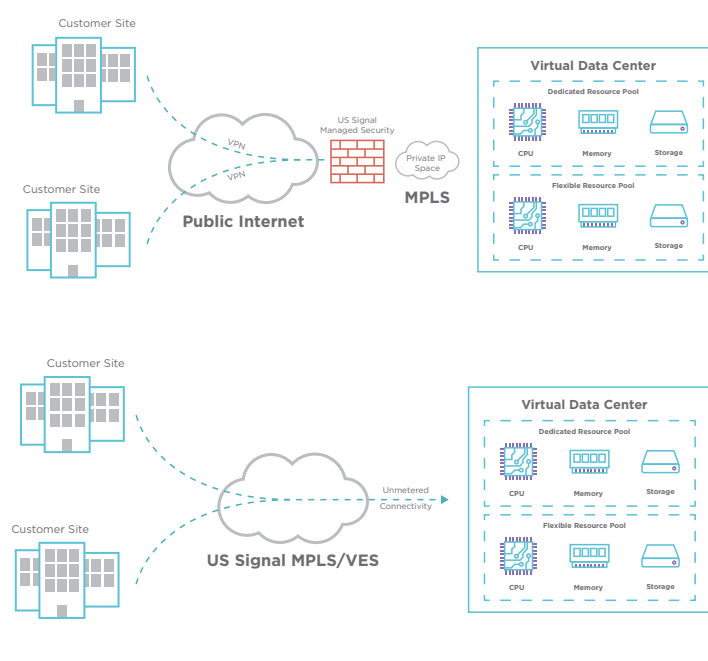 Customer Site
Virtual Data Center
Dedicated Resource Pool
US Signal
Managed Security
VPN
Private IP
Space
CPU
Memory
Storage
VPN
Customer Site
Flexible Resource Pool
MPLS
Public Internet
CPU
Memory
Storage
Customer Site
Virtual Data Center
Dedicated Resource Pool
Unmetered
CPU
Memory
Storage
Connectivity
Customer Site
Flexible Resource Pool
US Signal MPLS/VES
CPU
Memory
Storage